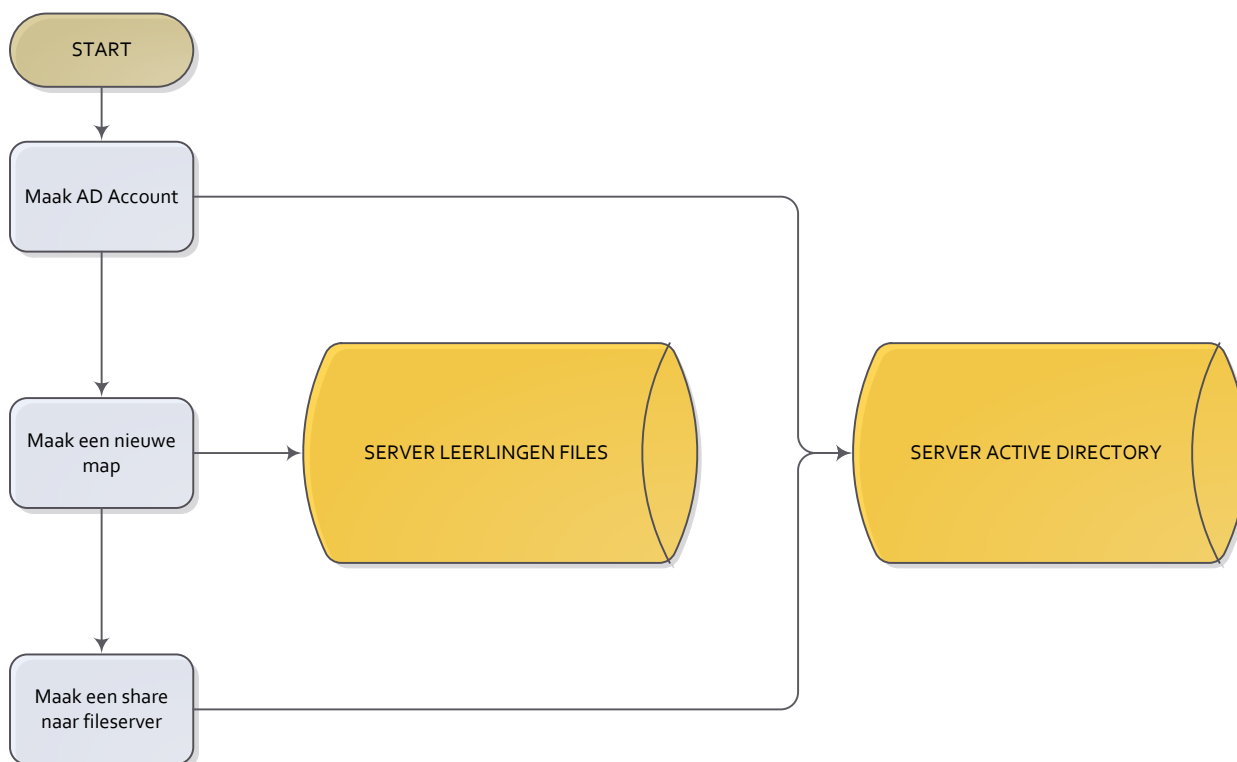 START
Maak AD Account
Maak een nieuwe
map
SERVER LEERLINGEN FILES
SERVER ACTIVE DIRECTORY
Maak een share
naar fileserver